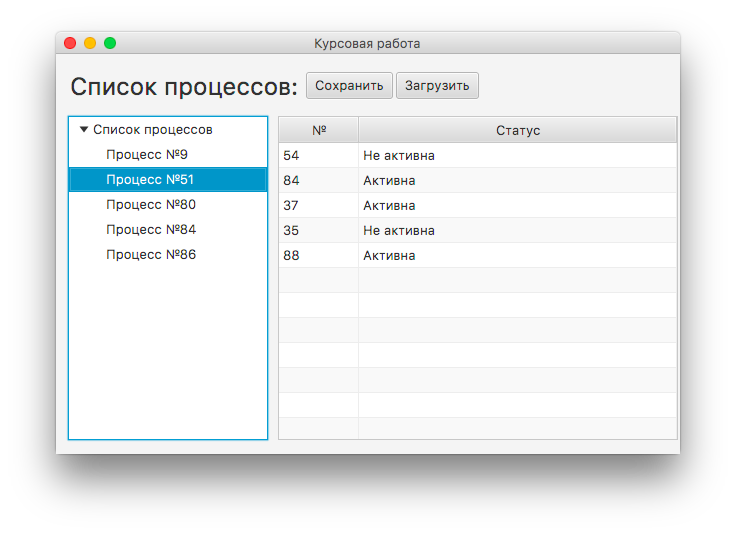 Курсовая работа
Список процессов: Сохранить Загрузить
Список процессов
Процесс №9
Процесс №51
Процесс №80
Процесс №84
Процесс №86
№ Статус
54 Не активна
84 Активна
37 Активна
35 Не активна
88 Активна